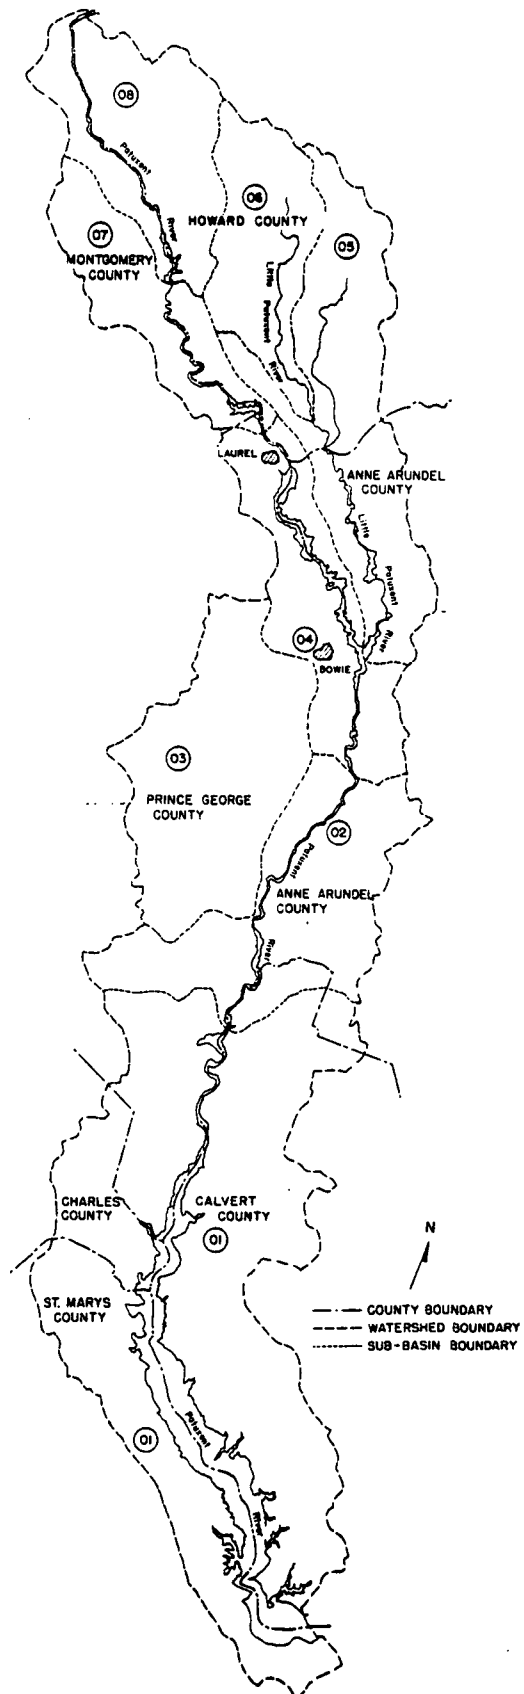 08
Patuxent
River
06
HOWARD COUNTY
07
MONTGOMERY
COUNTY
05
Little
Patuxent
River
LAUREL
ANNE ARUNDEL
COUNTY
Little
Patuxent
River
04
BOWIE
03
PRINCE GEORGE
COUNTY
02
Patuxent
ANNE ARUNDEL
COUNTY
River
CHARLES
COUNTY
CALVERT
COUNTY
01
N
ST. MARYS
COUNTY
COUNTY BOUNDARY
WATERSHED BOUNDARY
SUB-BASIN BOUNDARY
01
Patuxent
River